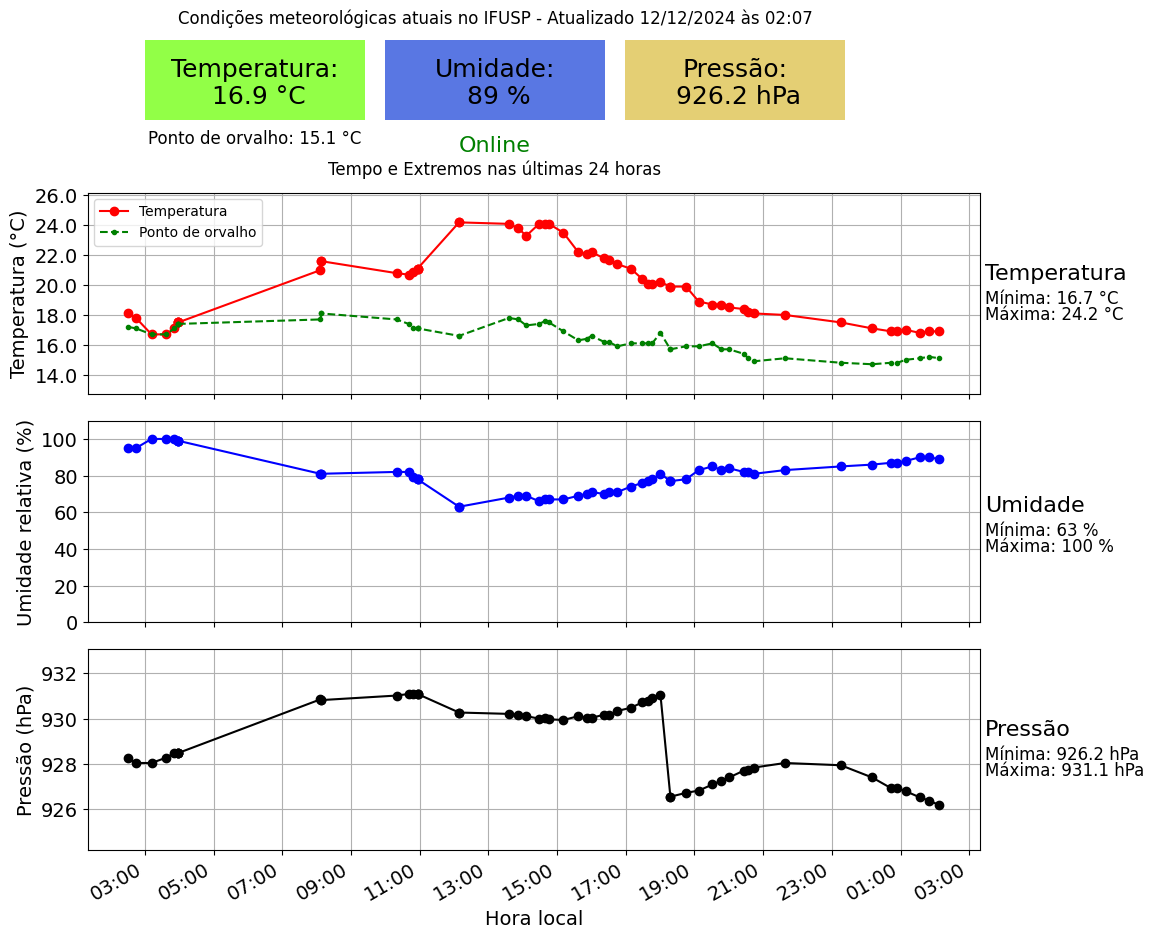 Condições meteorológicas atuais no IFUSP - Atualizado 12/12/2024 às 02:07
Temperatura:
16.9 °C
Umidade:
89 %
Pressão:
926.2 hPa
Ponto de orvalho: 15.1 °C
Online
Tempo e Extremos nas últimas 24 horas
Temperatura (°C)
26.0
24.0
22.0
20.0
18.0
16.0
14.0
Temperatura
Ponto de orvalho
Temperatura
Mínima: 16.7 °C
Máxima: 24.2 °C
Umidade relativa (%)
100
80
60
40
20
0
Umidade
Mínima: 63 %
Máxima: 100 %
Pressão (hPa)
932
930
928
926
Pressão
Mínima: 926.2 hPa
Máxima: 931.1 hPa
03:00 05:00 07:00 09:00 11:00 13:00 15:00 17:00 19:00 21:00 23:00 01:00 03:00
Hora local